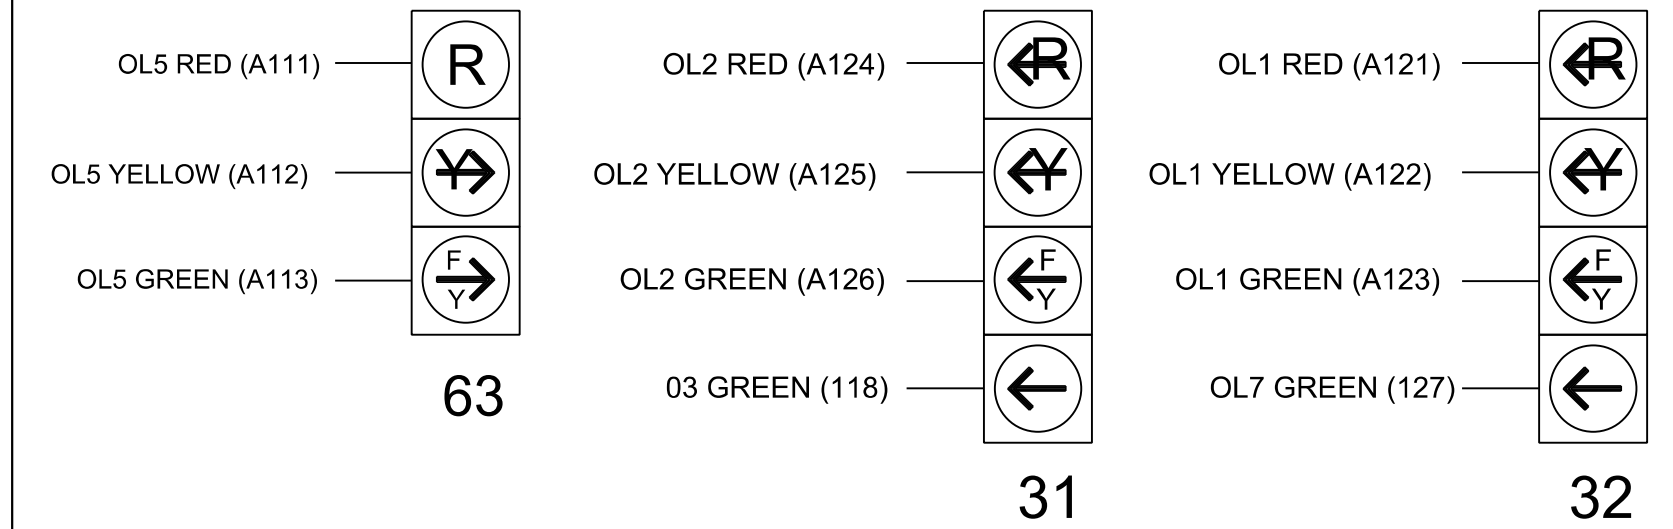 OL5 RED (A111)
R
OL5 YELLOW (A112)
Y
OL5 GREEN (A113)
F
Y
63
OL2 RED (A124)
R
OL2 YELLOW (A125)
Y
OL2 GREEN (A126)
F
Y
03 GREEN (118)
31
OL1 RED (A121)
R
OL1 YELLOW (A122)
Y
OL1 GREEN (A123)
F
Y
OL7 GREEN (127)
32